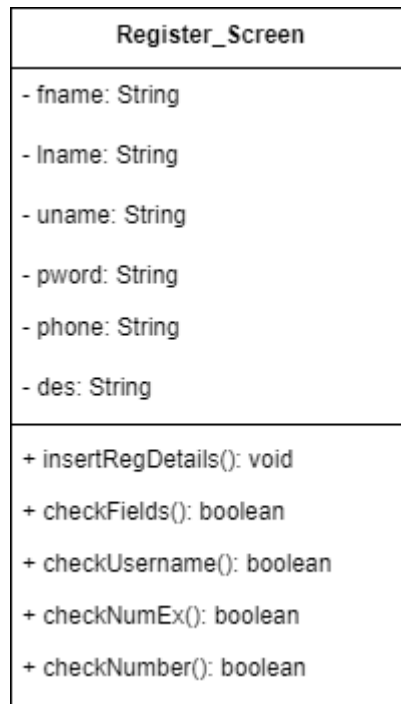 Register_Screen
- fname: String
- lname: String
- uname: String
- pword: String
- phone: String
- des: String
+ insertRegDetails(): void
+ checkFields(): boolean
+ checkUsername(): boolean
+ checkNumEx(): boolean
+ checkNumber(): boolean